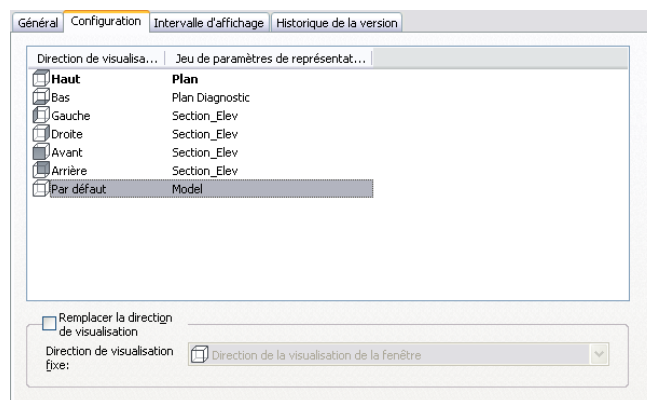 Général Configuration Intervalle d'affichage Historique de la version
Direction de visualisa... Jeu de paramètres de représentat...
Haut Plan
Bas Plan Diagnostic
Gauche Section_Elev
Droite Section_Elev
Avant Section_Elev
Arrière Section_Elev
Par défaut Model
Remplacer la direction
de visualisation
Direction de visualisation
fixe:
Direction de la visualisation de la fenêtre